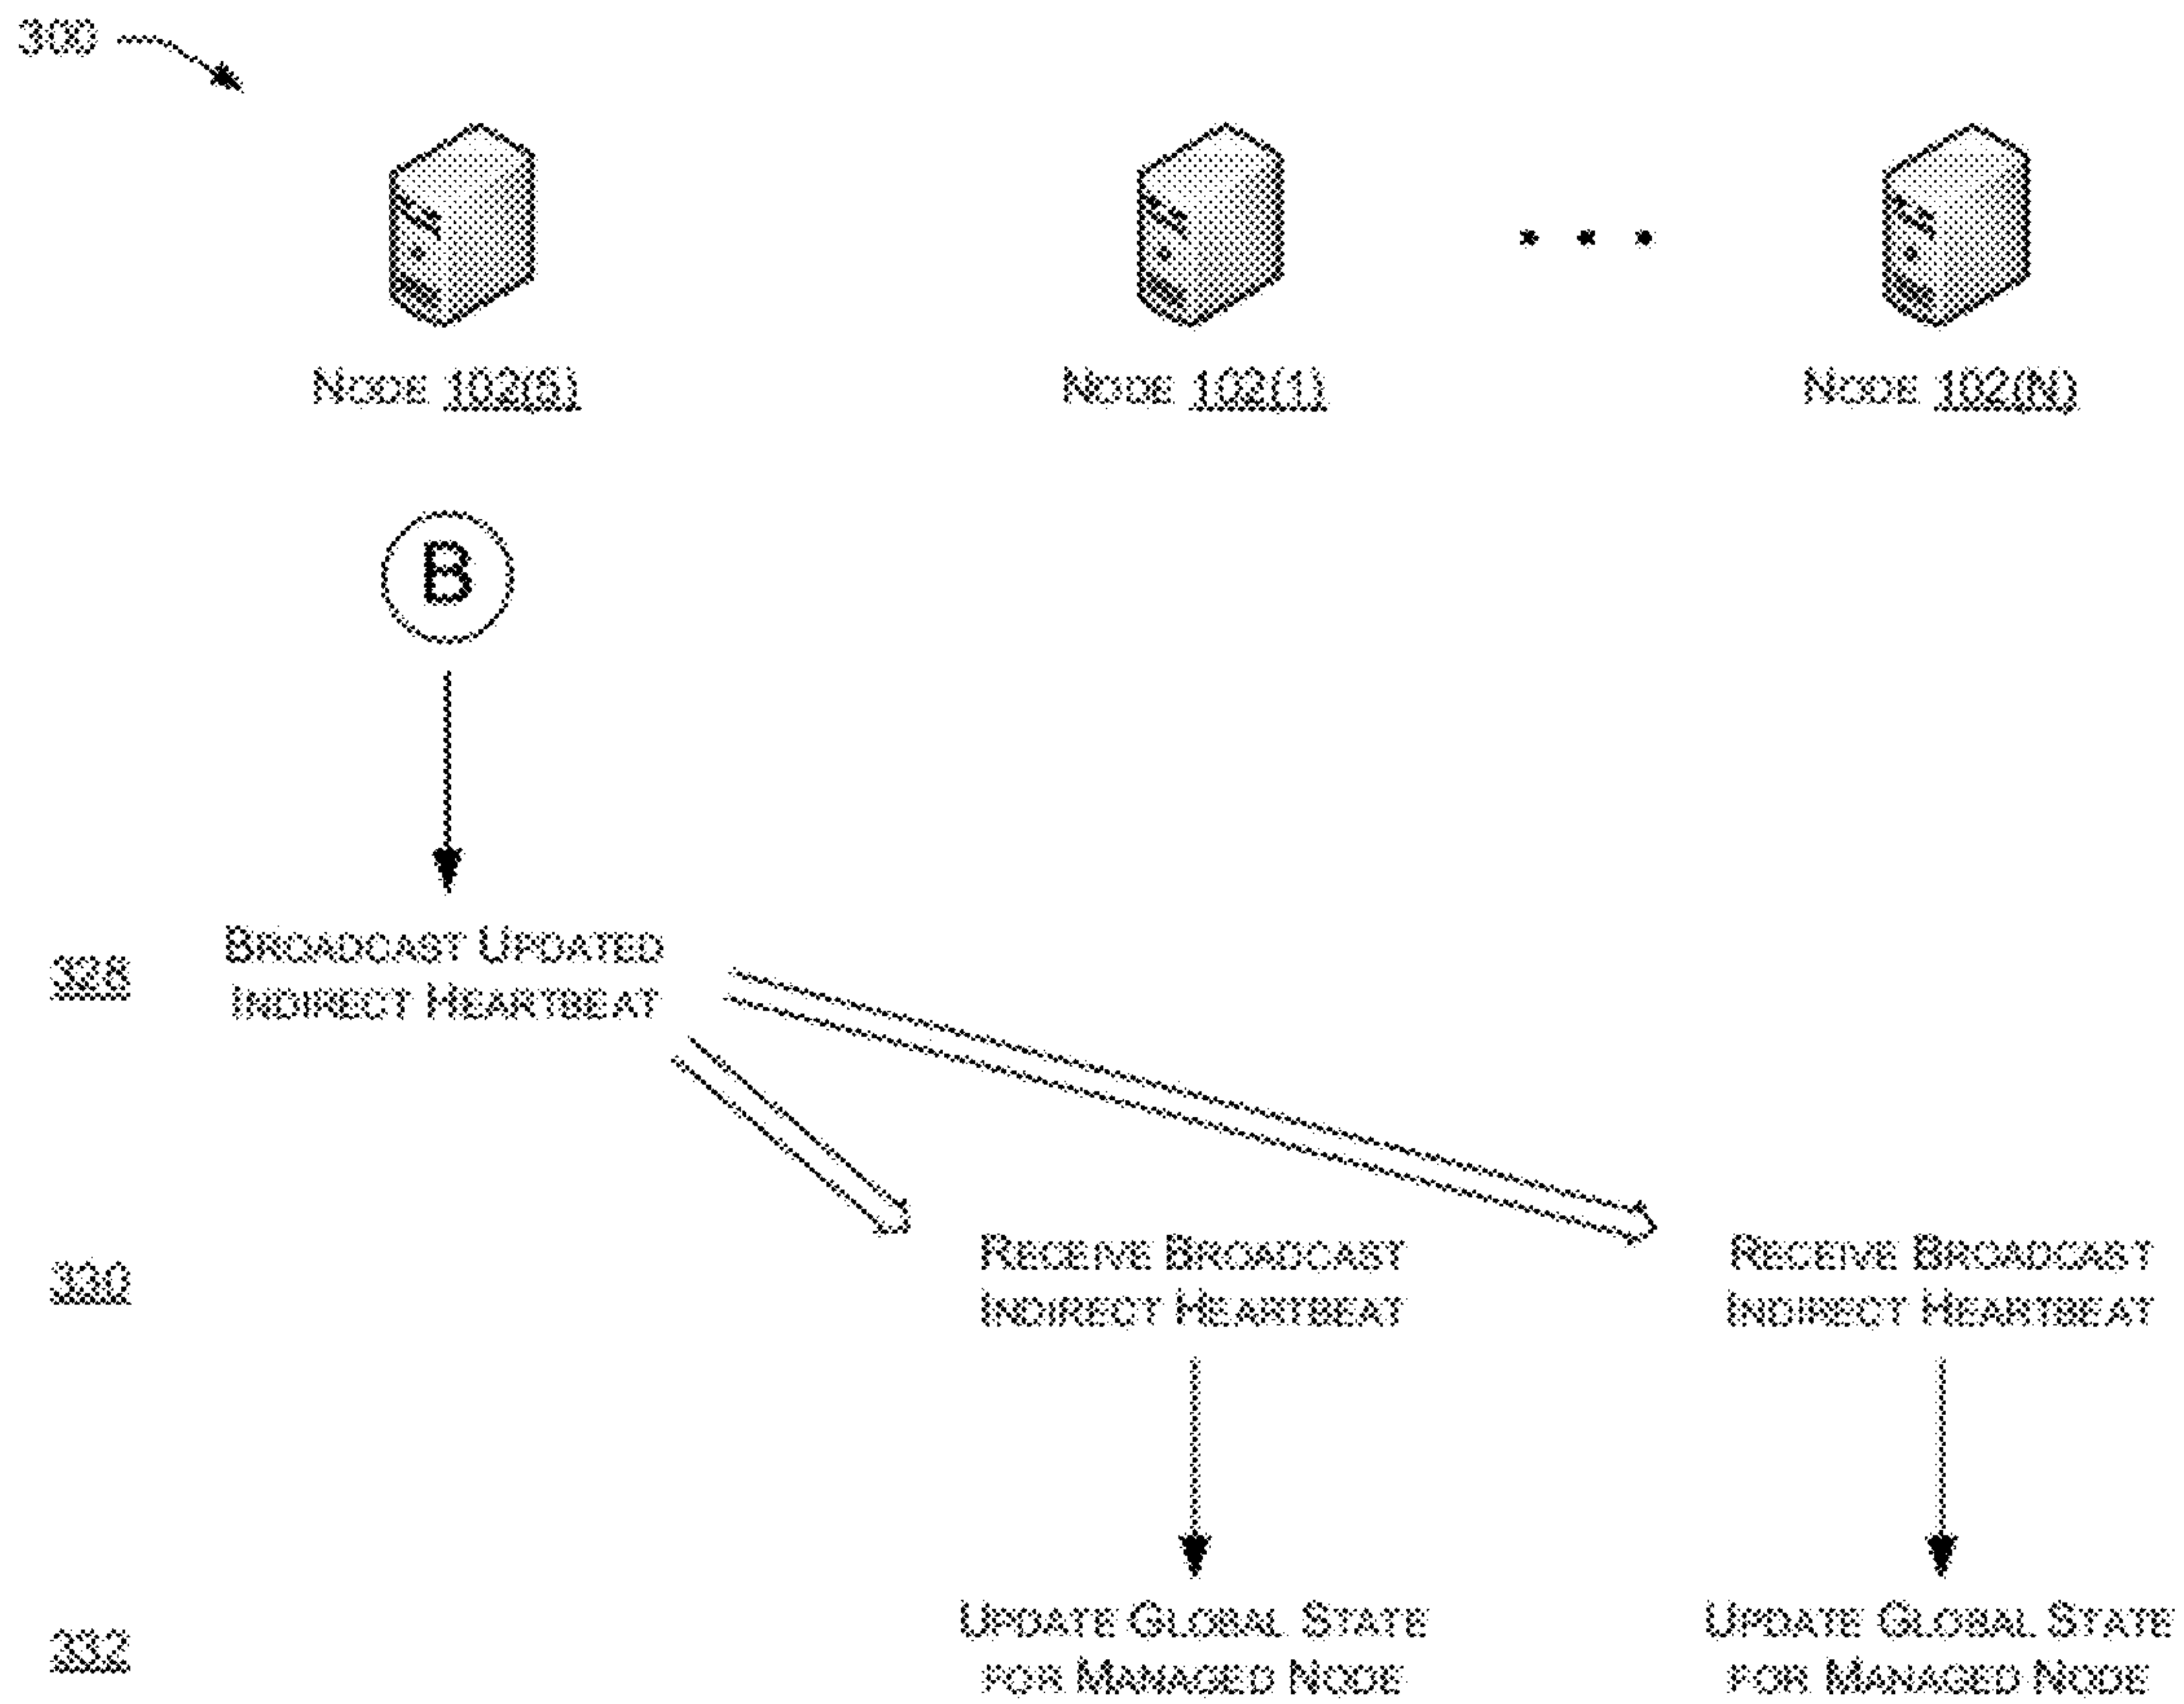 300
NODE 102(5)
NODE 102(1)
• • •
NODE 102(N)
B
328
BROADCAST UPDATED
INDIRECT HEARTBEAT
330
RECEIVE BROADCAST
INDIRECT HEARTBEAT
RECEIVE BROADCAST
INDIRECT HEARTBEAT
332
UPDATE GLOBAL STATE
FOR MANAGED NODE
UPDATE GLOBAL STATE
FOR MANAGED NODE